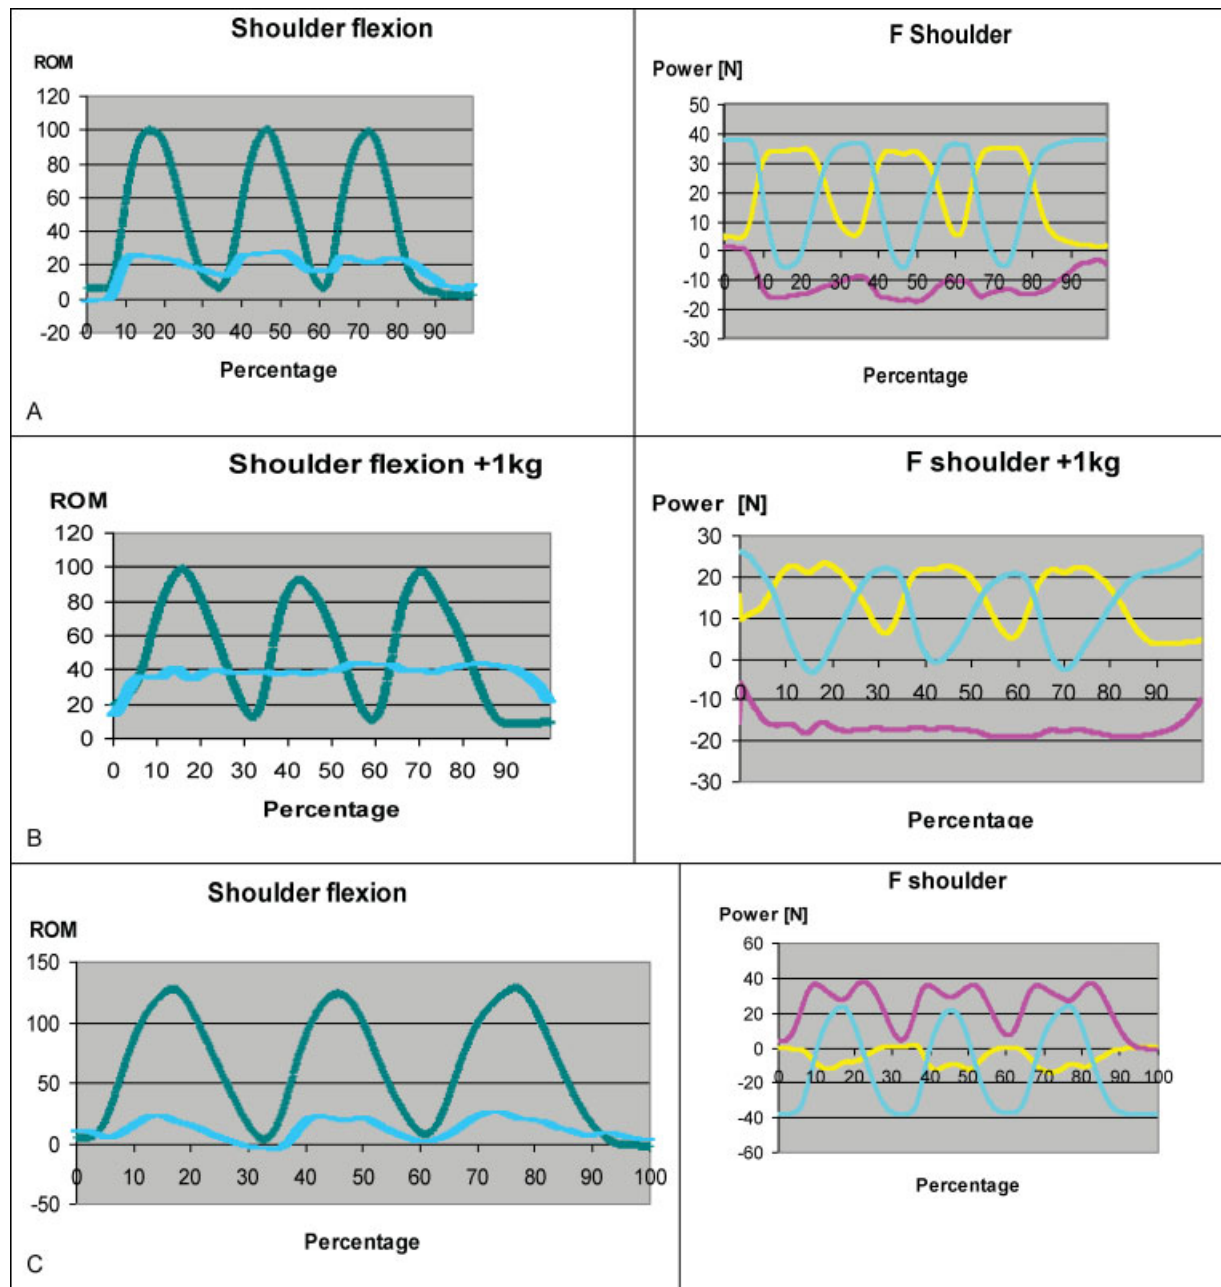 Shoulder flexion
ROM
120
100
80
60
40
20
0
-20
0 10 20 30 40 50 60 70 80 90
Percentage
A
F Shoulder
Power [N]
50
40
30
20
10
0
-10
-20
-30
0 10 20 30 40 50 60 70 80 90
Percentage
Shoulder flexion +1kg
ROM
120
100
80
60
40
20
0
0 10 20 30 40 50 60 70 80 90
Percentage
B
F shoulder +1kg
Power [N]
30
20
10
0
-10
-20
-30
0 10 20 30 40 50 60 70 80 90
Percentage
Shoulder flexion
ROM
150
100
50
0
-50
0 10 20 30 40 50 60 70 80 90 100
Percentage
C
F shoulder
Power [N]
60
40
20
0
-20
-40
-60
0 10 20 30 40 50 60 70 80 90 100
Percentage